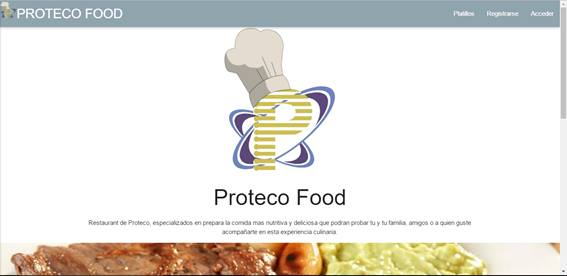 PROTECO FOOD
Platillos
Registrarse
Acceder
P
Proteco Food
Restaurant de Proteco, especializados en prepara la comida mas nutritiva y deliciosa que podran probar tu y tu familia, amigos o a quien guste
acompañarte en esta experiencia culinaria.